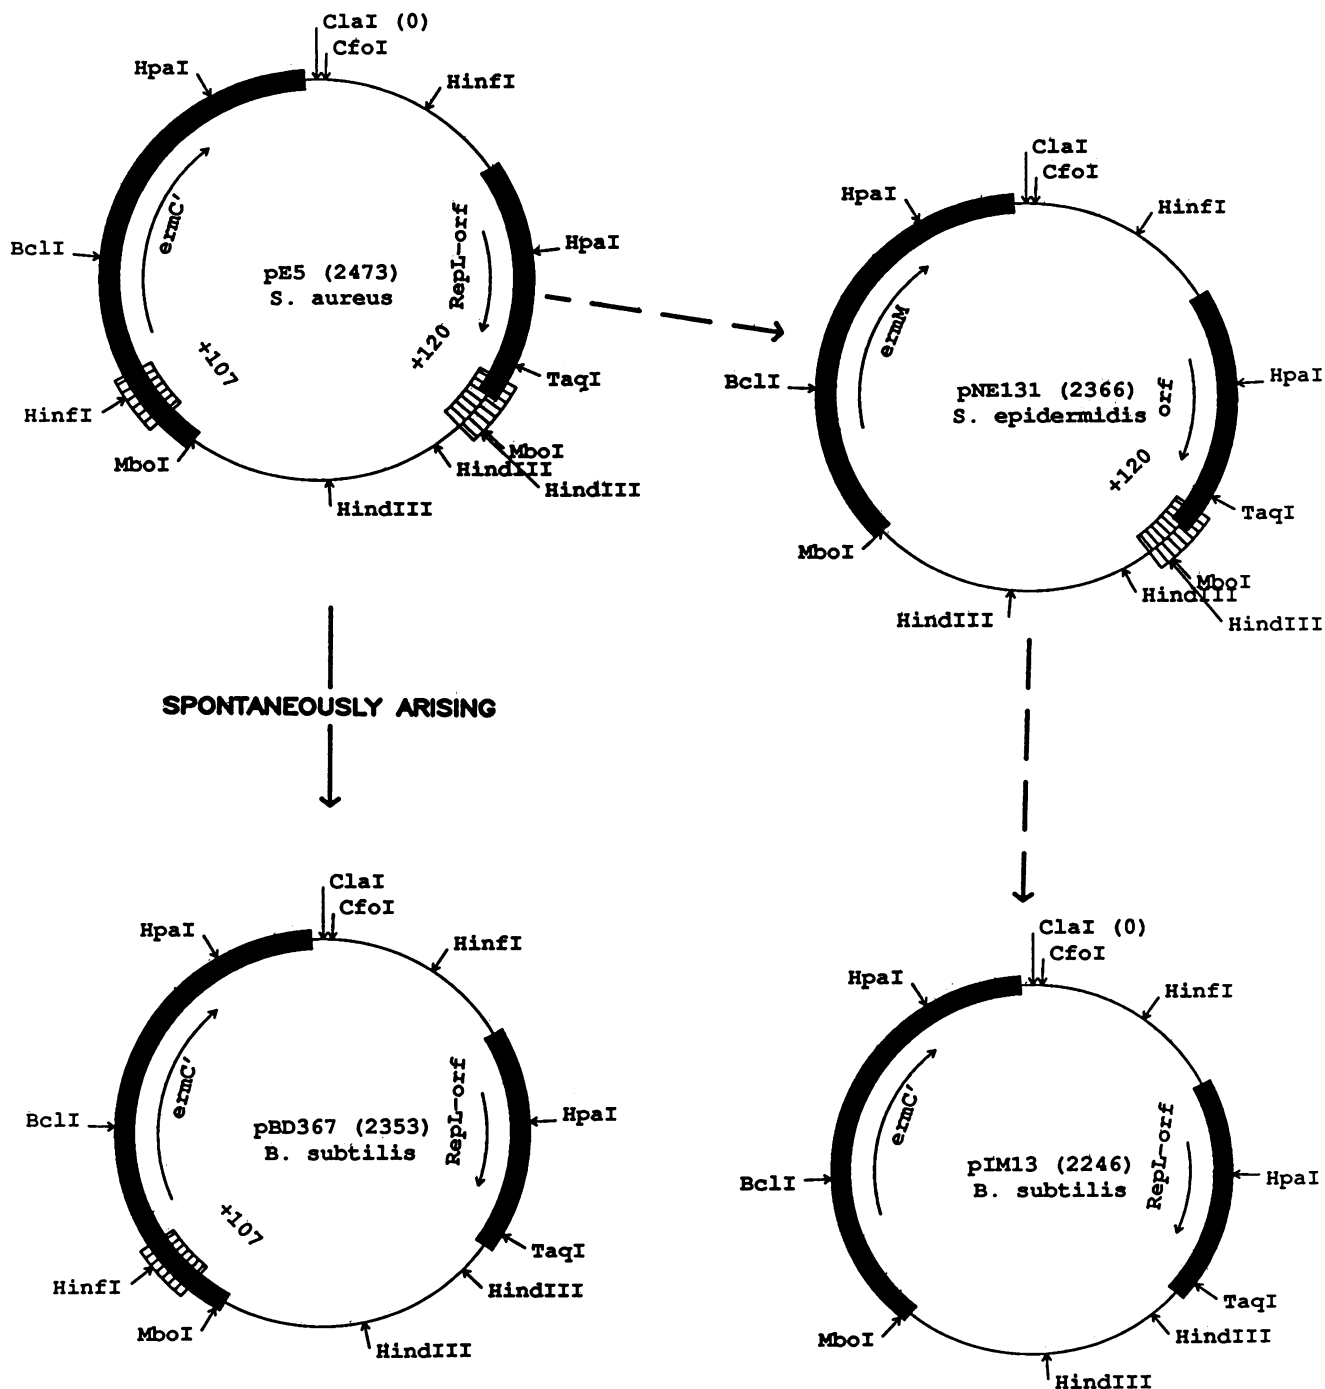 ClaI (0)
CfoI
HpaI
HinfI
ermC'
RepL-orf
BclI
HpaI
pE5 (2473)
S. aureus
+107
+120
TaqI
HinfI
MboI
MboI
HindIII
HindIII
HindIII
ClaI
CfoI
HpaI
HinfI
ermM
BclI
HpaI
pNE131 (2366)
S. epidermidis
orf
+120
TaqI
MboI
MboI
HindIII
HindIII
HindIII
SPONTANEOUSLY ARISING
ClaI
CfoI
HpaI
HinfI
ermC'
RepL-orf
BclI
HpaI
pBD367 (2353)
B. subtilis
+107
TaqI
HinfI
HindIII
MboI
HindIII
ClaI (0)
CfoI
HpaI
HinfI
ermC'
RepL-orf
BclI
HpaI
pIM13 (2246)
B. subtilis
TaqI
MboI
HindIII
HindIII